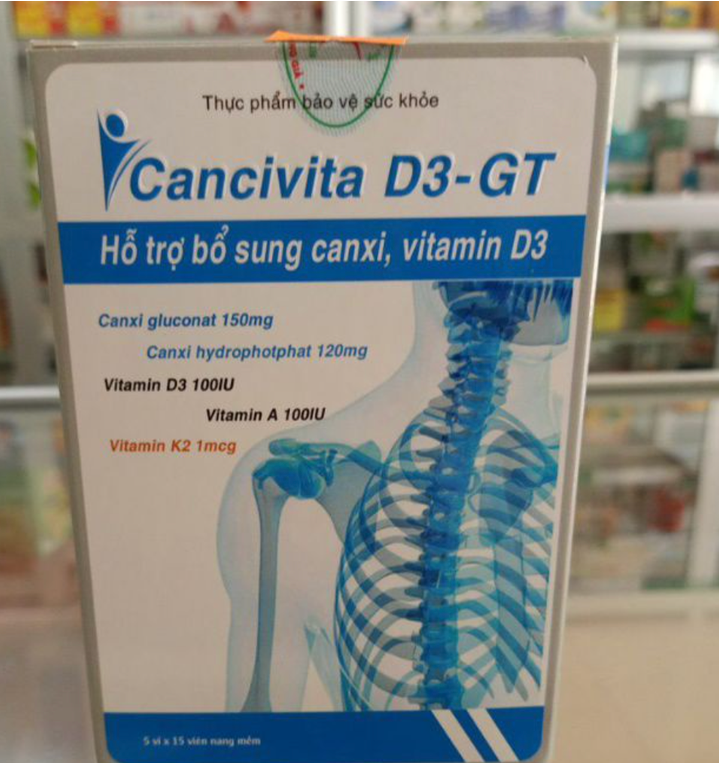 Thực phẩm bảo vệ sức khỏe
Cancivita D3-GT
Hỗ trợ bổ sung canxi, vitamin D3
Canxi gluconat 150mg
Canxi hydrophotphat 120mg
Vitamin D3 100IU
Vitamin A 100IU
Vitamin K2 1mcg
5 vỉ x 15 viên nang mềm